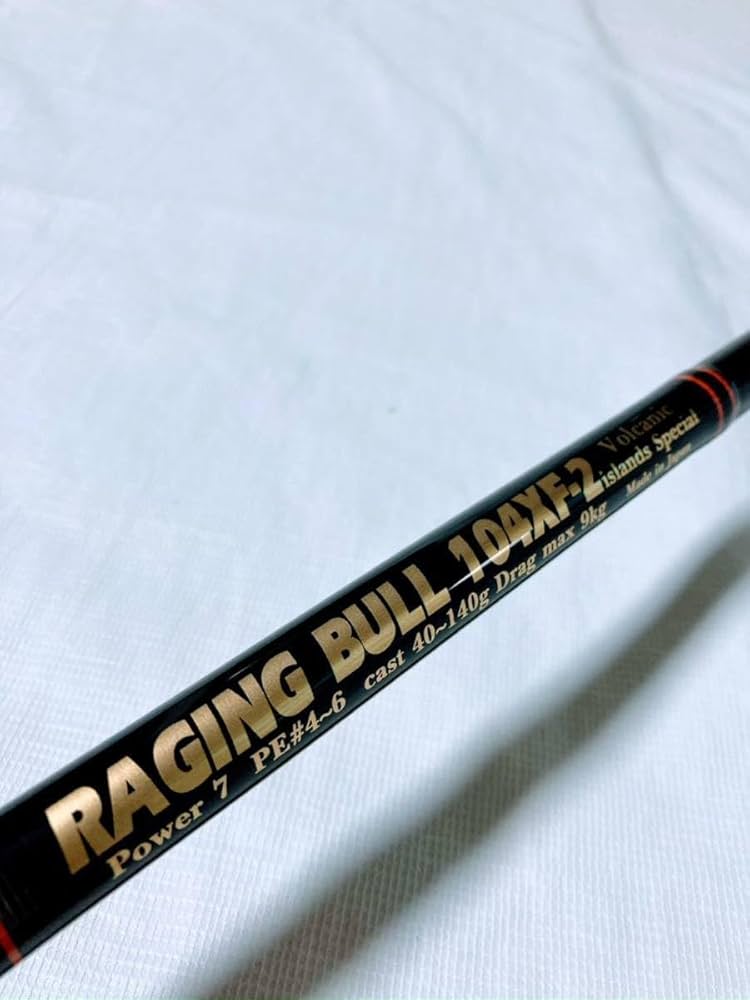 RAGING BULL 104XF-2 Volcanic islands Special
Power 7 PE#4~6 cast 40~140g Drag max 9kg Made in Japan